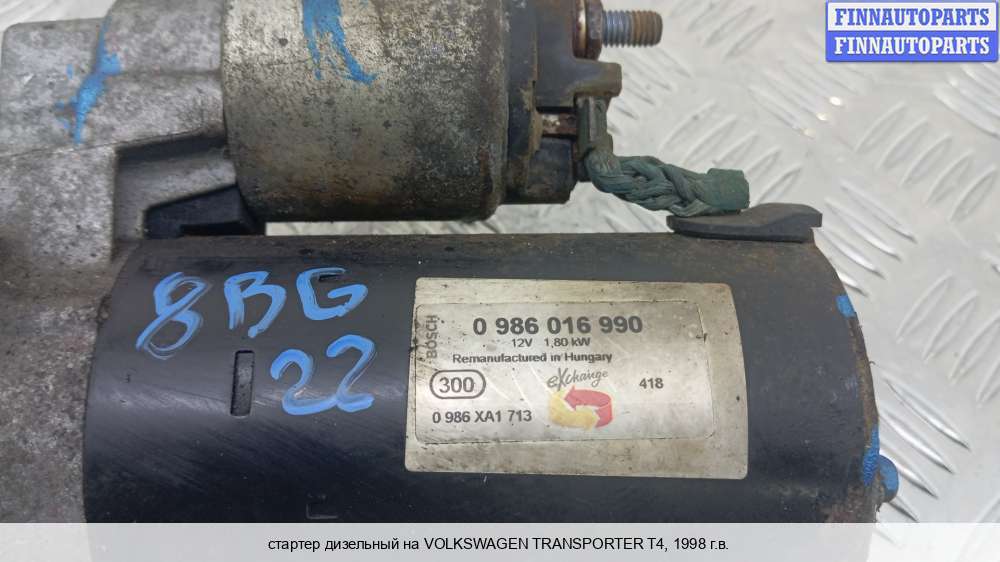 FINNAUTOPARTS
FINNAUTOPARTS
8BG
22
BOSCH
0 986 016 990
12V 1,80 kW
Remanufactured in Hungary
300
eXchange
418
0 986 XA1 713
стартер дизельный на VOLKSWAGEN TRANSPORTER T4, 1998 г.в.